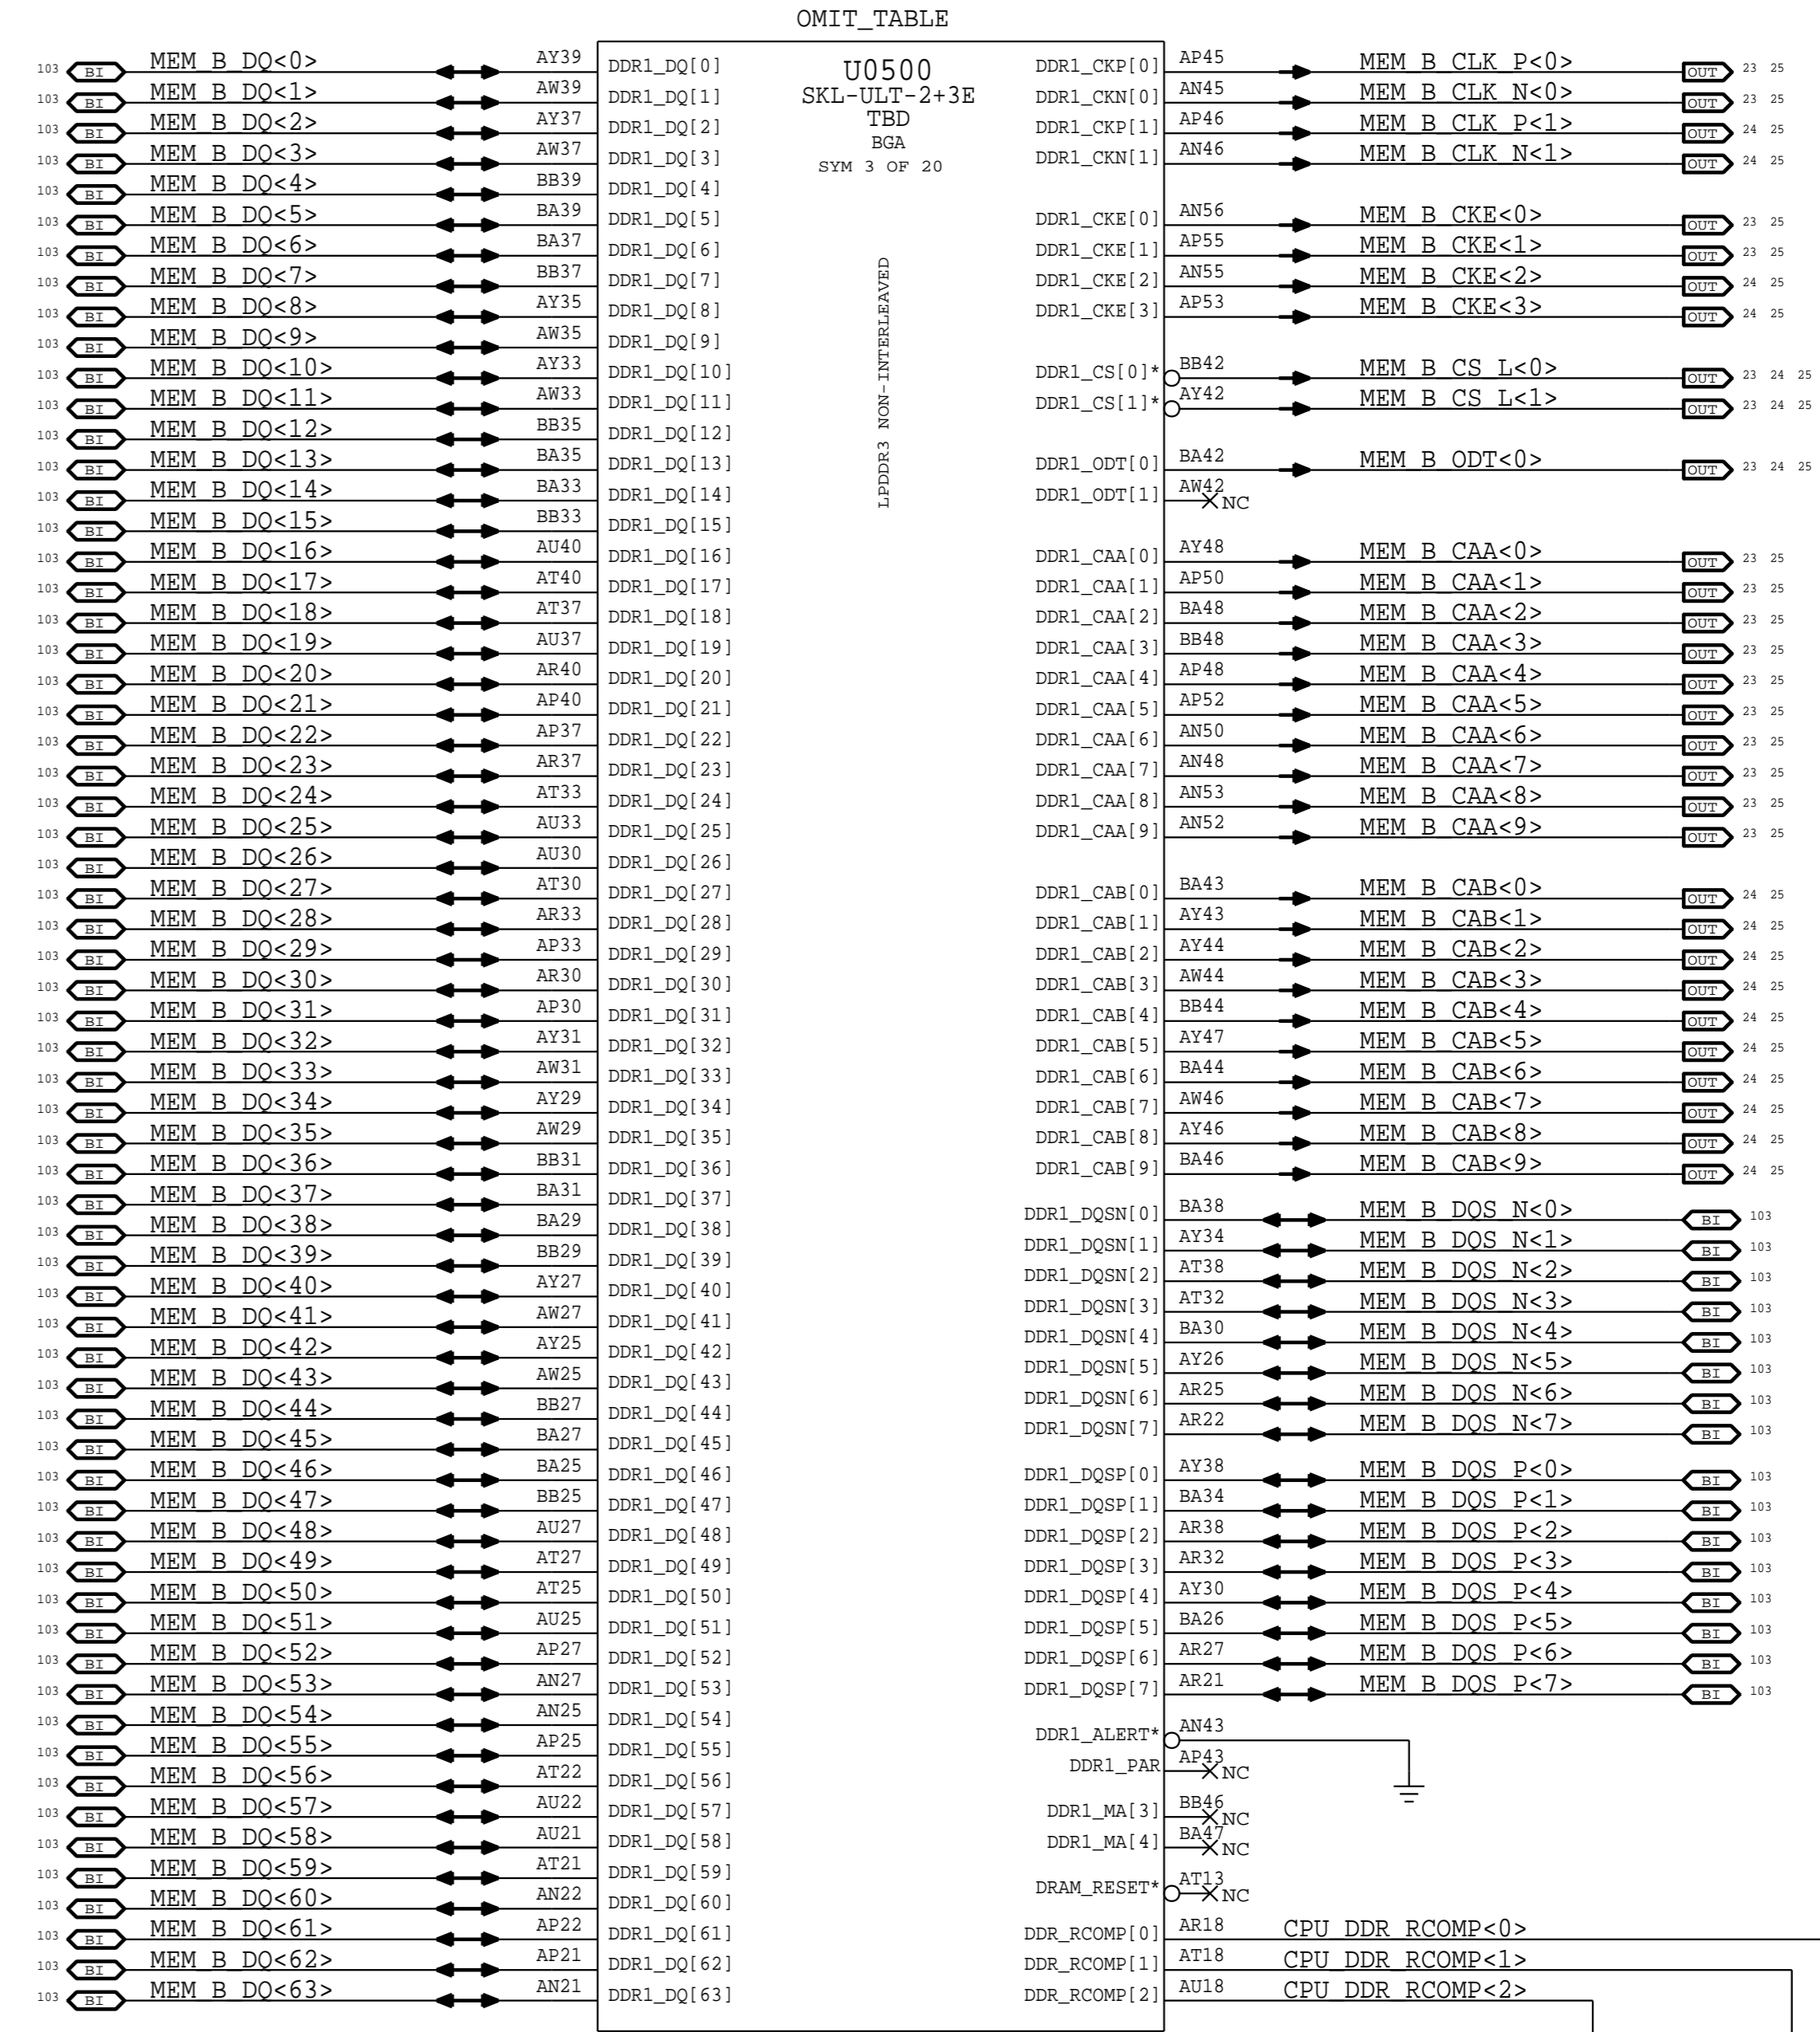 OMIT_TABLE
U0500
SKL-ULT-2+3E
TBD
BGA
SYM 3 OF 20
LPDDR3 NON-INTERLEAVED
103 BI MEM_B_DQ<0> AY39 DDR1_DQ[0]
103 BI MEM_B_DQ<1> AW39 DDR1_DQ[1]
103 BI MEM_B_DQ<2> AY37 DDR1_DQ[2]
103 BI MEM_B_DQ<3> AW37 DDR1_DQ[3]
103 BI MEM_B_DQ<4> BB39 DDR1_DQ[4]
103 BI MEM_B_DQ<5> BA39 DDR1_DQ[5]
103 BI MEM_B_DQ<6> BA37 DDR1_DQ[6]
103 BI MEM_B_DQ<7> BB37 DDR1_DQ[7]
103 BI MEM_B_DQ<8> AY35 DDR1_DQ[8]
103 BI MEM_B_DQ<9> AW35 DDR1_DQ[9]
103 BI MEM_B_DQ<10> AY33 DDR1_DQ[10]
103 BI MEM_B_DQ<11> AW33 DDR1_DQ[11]
103 BI MEM_B_DQ<12> BB35 DDR1_DQ[12]
103 BI MEM_B_DQ<13> BA35 DDR1_DQ[13]
103 BI MEM_B_DQ<14> BA33 DDR1_DQ[14]
103 BI MEM_B_DQ<15> BB33 DDR1_DQ[15]
103 BI MEM_B_DQ<16> AU40 DDR1_DQ[16]
103 BI MEM_B_DQ<17> AT40 DDR1_DQ[17]
103 BI MEM_B_DQ<18> AT37 DDR1_DQ[18]
103 BI MEM_B_DQ<19> AU37 DDR1_DQ[19]
103 BI MEM_B_DQ<20> AR40 DDR1_DQ[20]
103 BI MEM_B_DQ<21> AP40 DDR1_DQ[21]
103 BI MEM_B_DQ<22> AP37 DDR1_DQ[22]
103 BI MEM_B_DQ<23> AR37 DDR1_DQ[23]
103 BI MEM_B_DQ<24> AT33 DDR1_DQ[24]
103 BI MEM_B_DQ<25> AU33 DDR1_DQ[25]
103 BI MEM_B_DQ<26> AU30 DDR1_DQ[26]
103 BI MEM_B_DQ<27> AT30 DDR1_DQ[27]
103 BI MEM_B_DQ<28> AR33 DDR1_DQ[28]
103 BI MEM_B_DQ<29> AP33 DDR1_DQ[29]
103 BI MEM_B_DQ<30> AR30 DDR1_DQ[30]
103 BI MEM_B_DQ<31> AP30 DDR1_DQ[31]
103 BI MEM_B_DQ<32> AY31 DDR1_DQ[32]
103 BI MEM_B_DQ<33> AW31 DDR1_DQ[33]
103 BI MEM_B_DQ<34> AY29 DDR1_DQ[34]
103 BI MEM_B_DQ<35> AW29 DDR1_DQ[35]
103 BI MEM_B_DQ<36> BB31 DDR1_DQ[36]
103 BI MEM_B_DQ<37> BA31 DDR1_DQ[37]
103 BI MEM_B_DQ<38> BA29 DDR1_DQ[38]
103 BI MEM_B_DQ<39> BB29 DDR1_DQ[39]
103 BI MEM_B_DQ<40> AY27 DDR1_DQ[40]
103 BI MEM_B_DQ<41> AW27 DDR1_DQ[41]
103 BI MEM_B_DQ<42> AY25 DDR1_DQ[42]
103 BI MEM_B_DQ<43> AW25 DDR1_DQ[43]
103 BI MEM_B_DQ<44> BB27 DDR1_DQ[44]
103 BI MEM_B_DQ<45> BA27 DDR1_DQ[45]
103 BI MEM_B_DQ<46> BA25 DDR1_DQ[46]
103 BI MEM_B_DQ<47> BB25 DDR1_DQ[47]
103 BI MEM_B_DQ<48> AU27 DDR1_DQ[48]
103 BI MEM_B_DQ<49> AT27 DDR1_DQ[49]
103 BI MEM_B_DQ<50> AT25 DDR1_DQ[50]
103 BI MEM_B_DQ<51> AU25 DDR1_DQ[51]
103 BI MEM_B_DQ<52> AP27 DDR1_DQ[52]
103 BI MEM_B_DQ<53> AN27 DDR1_DQ[53]
103 BI MEM_B_DQ<54> AN25 DDR1_DQ[54]
103 BI MEM_B_DQ<55> AP25 DDR1_DQ[55]
103 BI MEM_B_DQ<56> AT22 DDR1_DQ[56]
103 BI MEM_B_DQ<57> AU22 DDR1_DQ[57]
103 BI MEM_B_DQ<58> AU21 DDR1_DQ[58]
103 BI MEM_B_DQ<59> AT21 DDR1_DQ[59]
103 BI MEM_B_DQ<60> AN22 DDR1_DQ[60]
103 BI MEM_B_DQ<61> AP22 DDR1_DQ[61]
103 BI MEM_B_DQ<62> AP21 DDR1_DQ[62]
103 BI MEM_B_DQ<63> AN21 DDR1_DQ[63]
DDR1_CKP[0] AP45 MEM_B_CLK_P<0> OUT 23 25
DDR1_CKN[0] AN45 MEM_B_CLK_N<0> OUT 23 25
DDR1_CKP[1] AP46 MEM_B_CLK_P<1> OUT 24 25
DDR1_CKN[1] AN46 MEM_B_CLK_N<1> OUT 24 25
DDR1_CKE[0] AN56 MEM_B_CKE<0> OUT 23 25
DDR1_CKE[1] AP55 MEM_B_CKE<1> OUT 23 25
DDR1_CKE[2] AN55 MEM_B_CKE<2> OUT 24 25
DDR1_CKE[3] AP53 MEM_B_CKE<3> OUT 24 25
DDR1_CS[0]* BB42 MEM_B_CS_L<0> OUT 23 24 25
DDR1_CS[1]* AY42 MEM_B_CS_L<1> OUT 23 24 25
DDR1_ODT[0] BA42 MEM_B_ODT<0> OUT 23 24 25
DDR1_ODT[1] AW42 NC
DDR1_CAA[0] AY48 MEM_B_CAA<0> OUT 23 25
DDR1_CAA[1] AP50 MEM_B_CAA<1> OUT 23 25
DDR1_CAA[2] BA48 MEM_B_CAA<2> OUT 23 25
DDR1_CAA[3] BB48 MEM_B_CAA<3> OUT 23 25
DDR1_CAA[4] AP48 MEM_B_CAA<4> OUT 23 25
DDR1_CAA[5] AP52 MEM_B_CAA<5> OUT 23 25
DDR1_CAA[6] AN50 MEM_B_CAA<6> OUT 23 25
DDR1_CAA[7] AN48 MEM_B_CAA<7> OUT 23 25
DDR1_CAA[8] AN53 MEM_B_CAA<8> OUT 23 25
DDR1_CAA[9] AN52 MEM_B_CAA<9> OUT 23 25
DDR1_CAB[0] BA43 MEM_B_CAB<0> OUT 24 25
DDR1_CAB[1] AY43 MEM_B_CAB<1> OUT 24 25
DDR1_CAB[2] AY44 MEM_B_CAB<2> OUT 24 25
DDR1_CAB[3] AW44 MEM_B_CAB<3> OUT 24 25
DDR1_CAB[4] BB44 MEM_B_CAB<4> OUT 24 25
DDR1_CAB[5] AY47 MEM_B_CAB<5> OUT 24 25
DDR1_CAB[6] BA44 MEM_B_CAB<6> OUT 24 25
DDR1_CAB[7] AW46 MEM_B_CAB<7> OUT 24 25
DDR1_CAB[8] AY46 MEM_B_CAB<8> OUT 24 25
DDR1_CAB[9] BA46 MEM_B_CAB<9> OUT 24 25
DDR1_DQSN[0] BA38 MEM_B_DQS_N<0> BI 103
DDR1_DQSN[1] AY34 MEM_B_DQS_N<1> BI 103
DDR1_DQSN[2] AT38 MEM_B_DQS_N<2> BI 103
DDR1_DQSN[3] AT32 MEM_B_DQS_N<3> BI 103
DDR1_DQSN[4] BA30 MEM_B_DQS_N<4> BI 103
DDR1_DQSN[5] AY26 MEM_B_DQS_N<5> BI 103
DDR1_DQSN[6] AR25 MEM_B_DQS_N<6> BI 103
DDR1_DQSN[7] AR22 MEM_B_DQS_N<7> BI 103
DDR1_DQSP[0] AY38 MEM_B_DQS_P<0> BI 103
DDR1_DQSP[1] BA34 MEM_B_DQS_P<1> BI 103
DDR1_DQSP[2] AR38 MEM_B_DQS_P<2> BI 103
DDR1_DQSP[3] AR32 MEM_B_DQS_P<3> BI 103
DDR1_DQSP[4] AY30 MEM_B_DQS_P<4> BI 103
DDR1_DQSP[5] BA26 MEM_B_DQS_P<5> BI 103
DDR1_DQSP[6] AR27 MEM_B_DQS_P<6> BI 103
DDR1_DQSP[7] AR21 MEM_B_DQS_P<7> BI 103
DDR1_ALERT* AN43
DDR1_PAR AP43 NC
DDR1_MA[3] BB46 NC
DDR1_MA[4] BA47 NC
DRAM_RESET* AT13 NC
DDR_RCOMP[0] AR18 CPU_DDR_RCOMP<0>
DDR_RCOMP[1] AT18 CPU_DDR_RCOMP<1>
DDR_RCOMP[2] AU18 CPU_DDR_RCOMP<2>